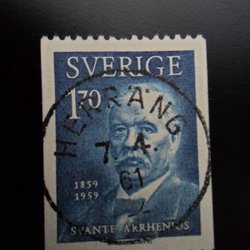 SVERIGE
1.70
HERRÄNG
7.4.
61
1859
1959
SVANTE ARRHENIUS